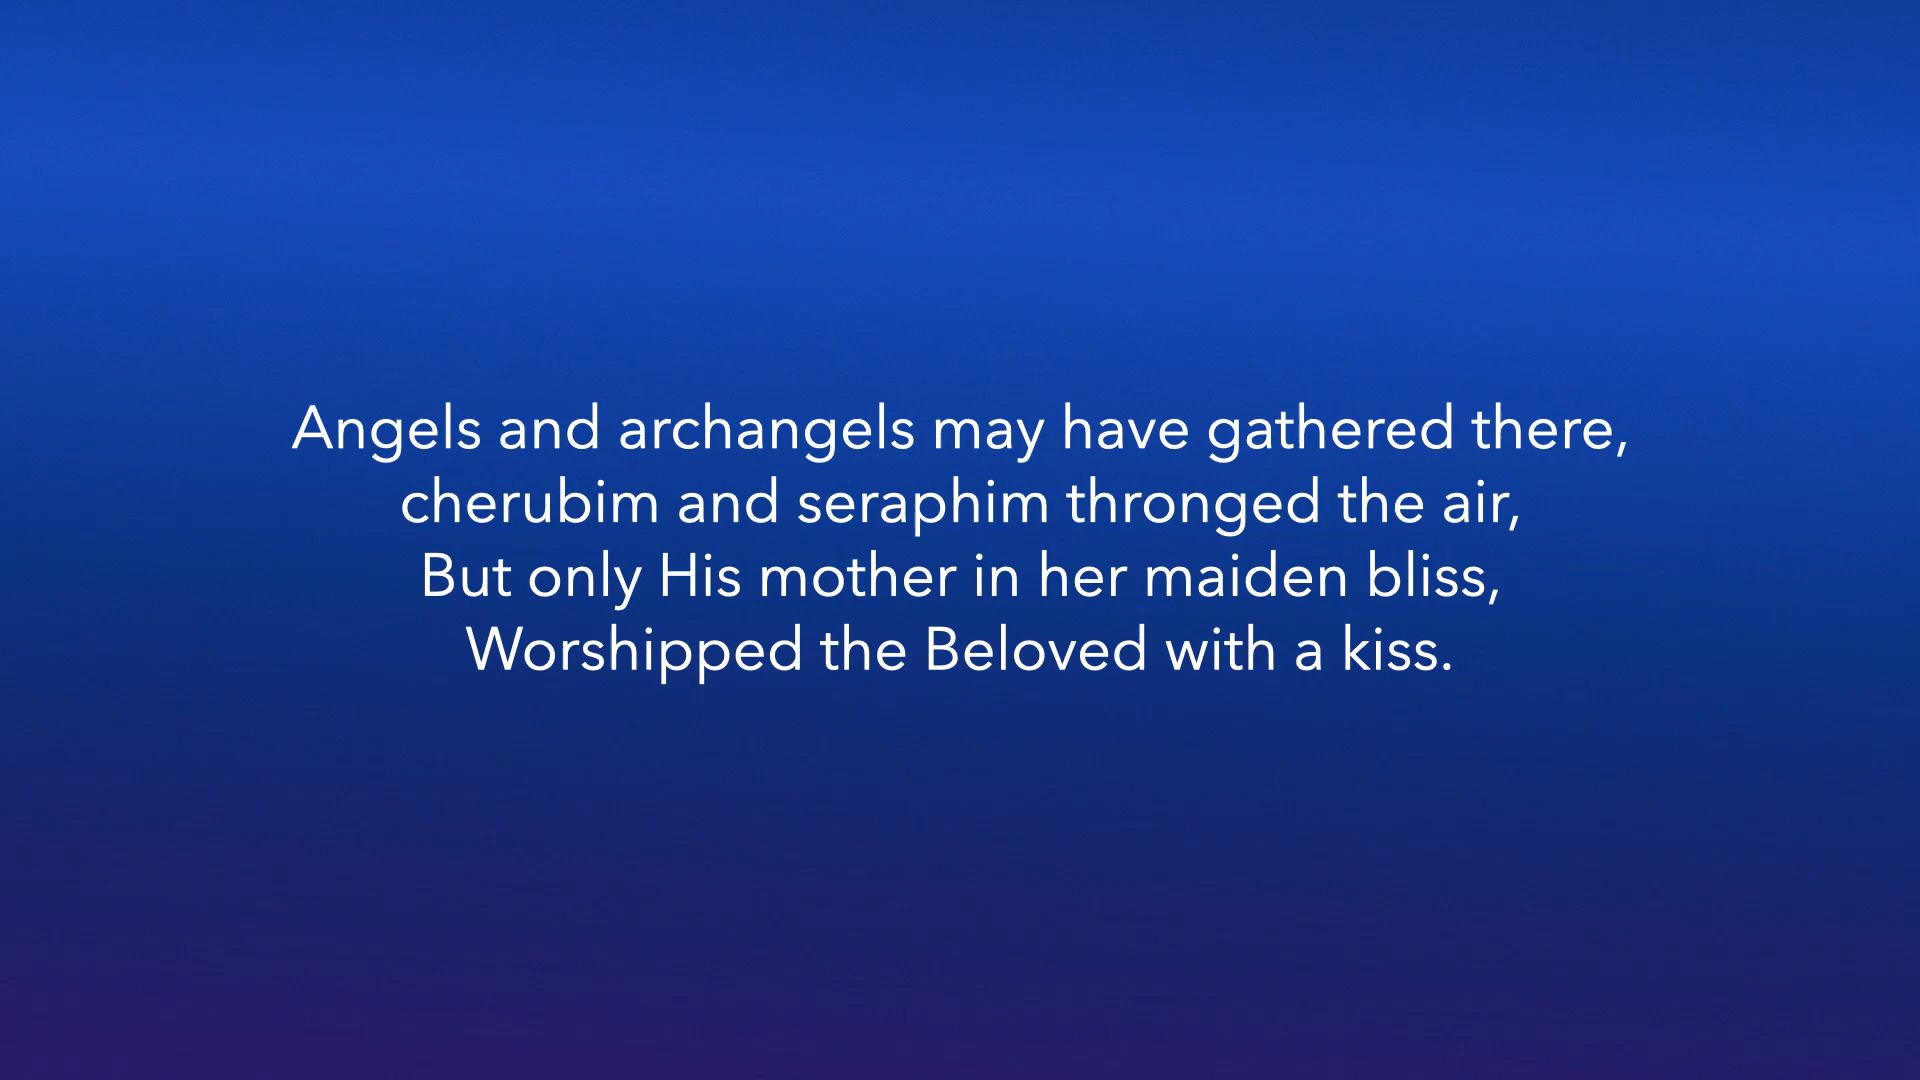 Angels and archangels may have gathered there,
cherubim and seraphim thronged the air,
But only His mother in her maiden bliss,
Worshipped the Beloved with a kiss.